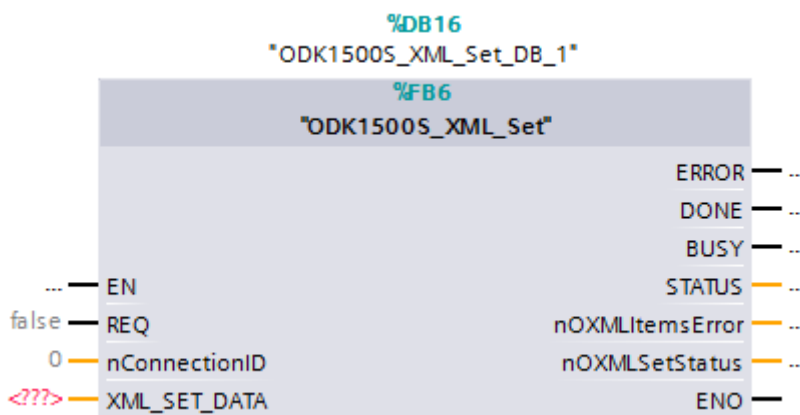 %DB16
"ODK1500S_XML_Set_DB_1"
%FB6
"ODK1500S_XML_Set"
ERROR ...
DONE ...
BUSY ...
... EN STATUS ...
false REQ nOXMLItemsError ...
0 nConnectionID nOXMLSetStatus ...
<???> XML_SET_DATA ENO